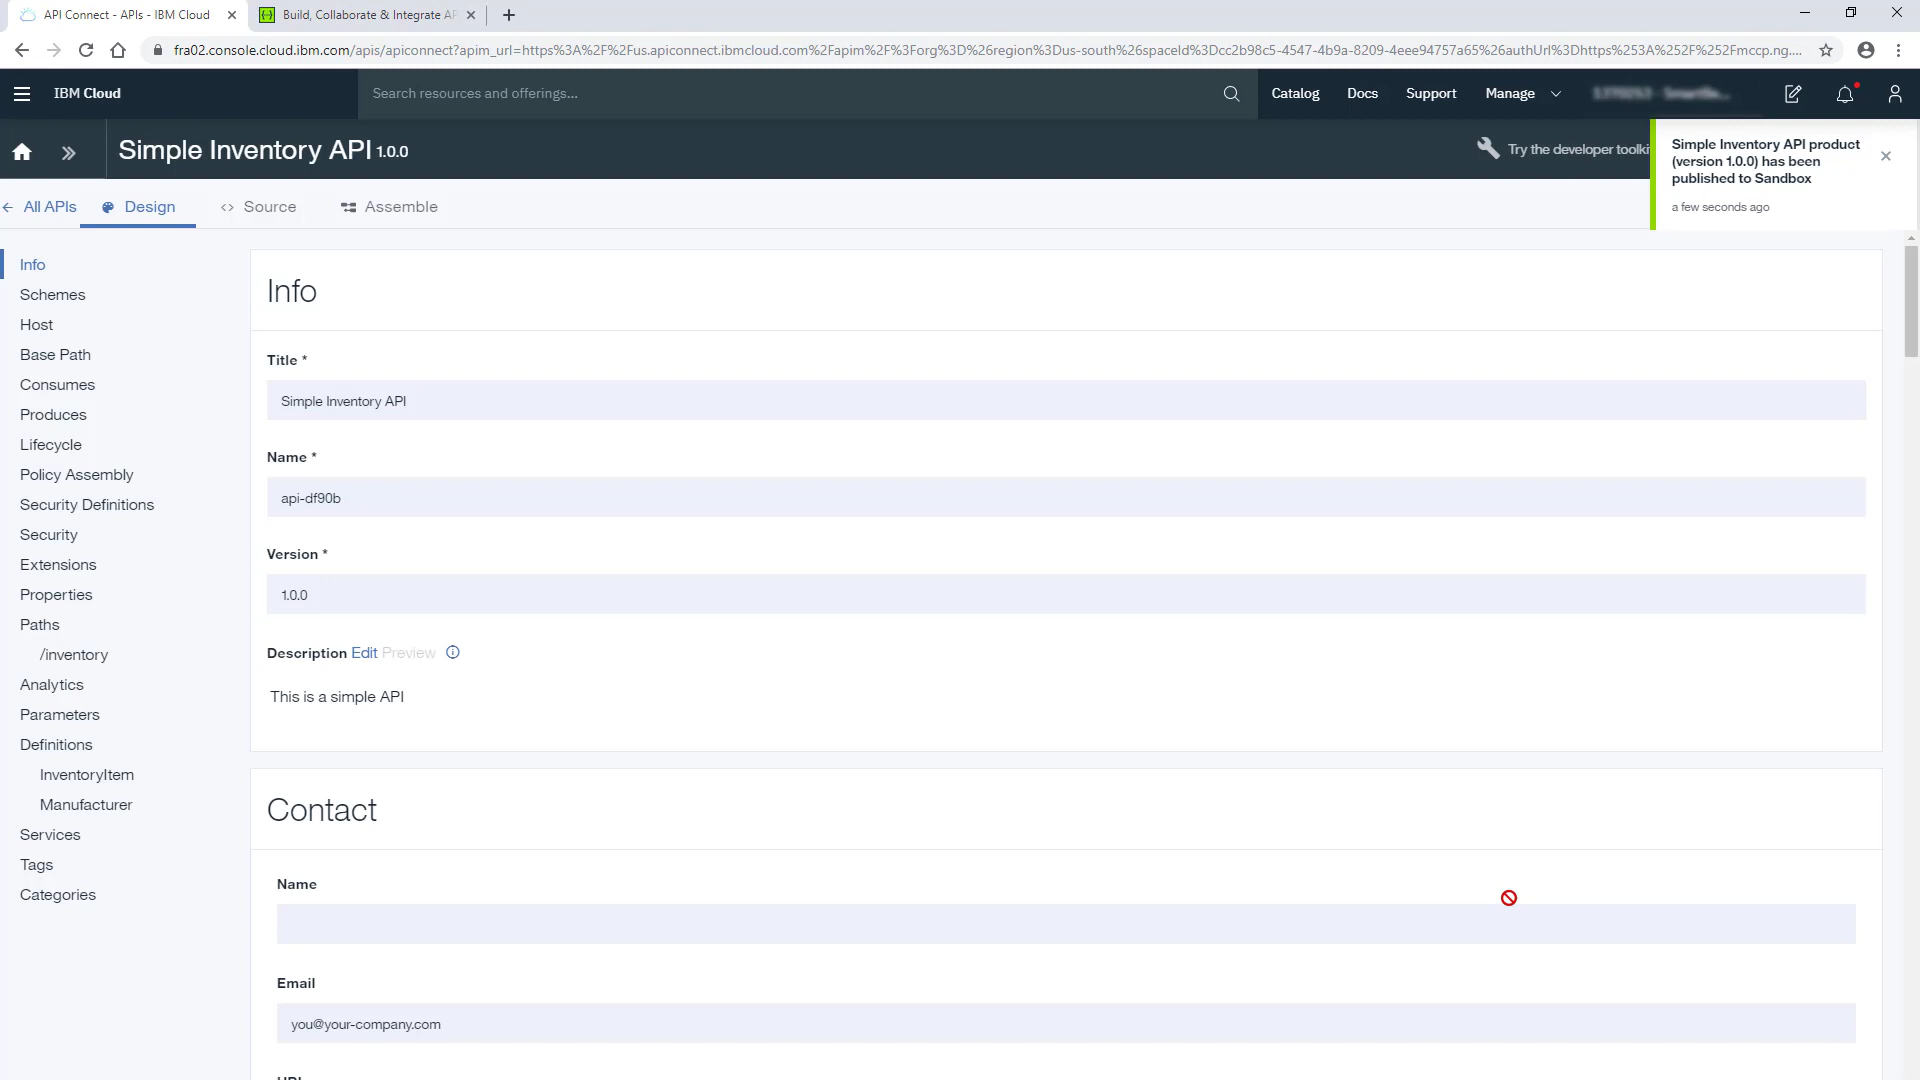 API Connect - APIs - IBM Cloud
Build, Collaborate & Integrate AP
fra02.console.cloud.ibm.com/apis/apiconnect?apim_url=https%3A%2F%2Fus.apiconnect.ibmcloud.com%2Fapim%2F%3Forg%3D%26region%3Dus-south%26spaceId%3Dcc2b98c5-4547-4b9a-8209-4eee94757a65%26authUrl%3Dhttps%253A%252F%252Fmccp.ng....
IBM Cloud
Search resources and offerings...
Catalog
Docs
Support
Manage
Simple Inventory API 1.0.0
Try the developer toolki
Simple Inventory API product
(version 1.0.0) has been
published to Sandbox
a few seconds ago
All APIs
Design
Source
Assemble
Info
Schemes
Host
Base Path
Consumes
Produces
Lifecycle
Policy Assembly
Security Definitions
Security
Extensions
Properties
Paths
/inventory
Analytics
Parameters
Definitions
InventoryItem
Manufacturer
Services
Tags
Categories
Info
Title *
Simple Inventory API
Name *
api-df90b
Version *
1.0.0
Description Edit Preview
This is a simple API
Contact
Name
Email
you@your-company.com